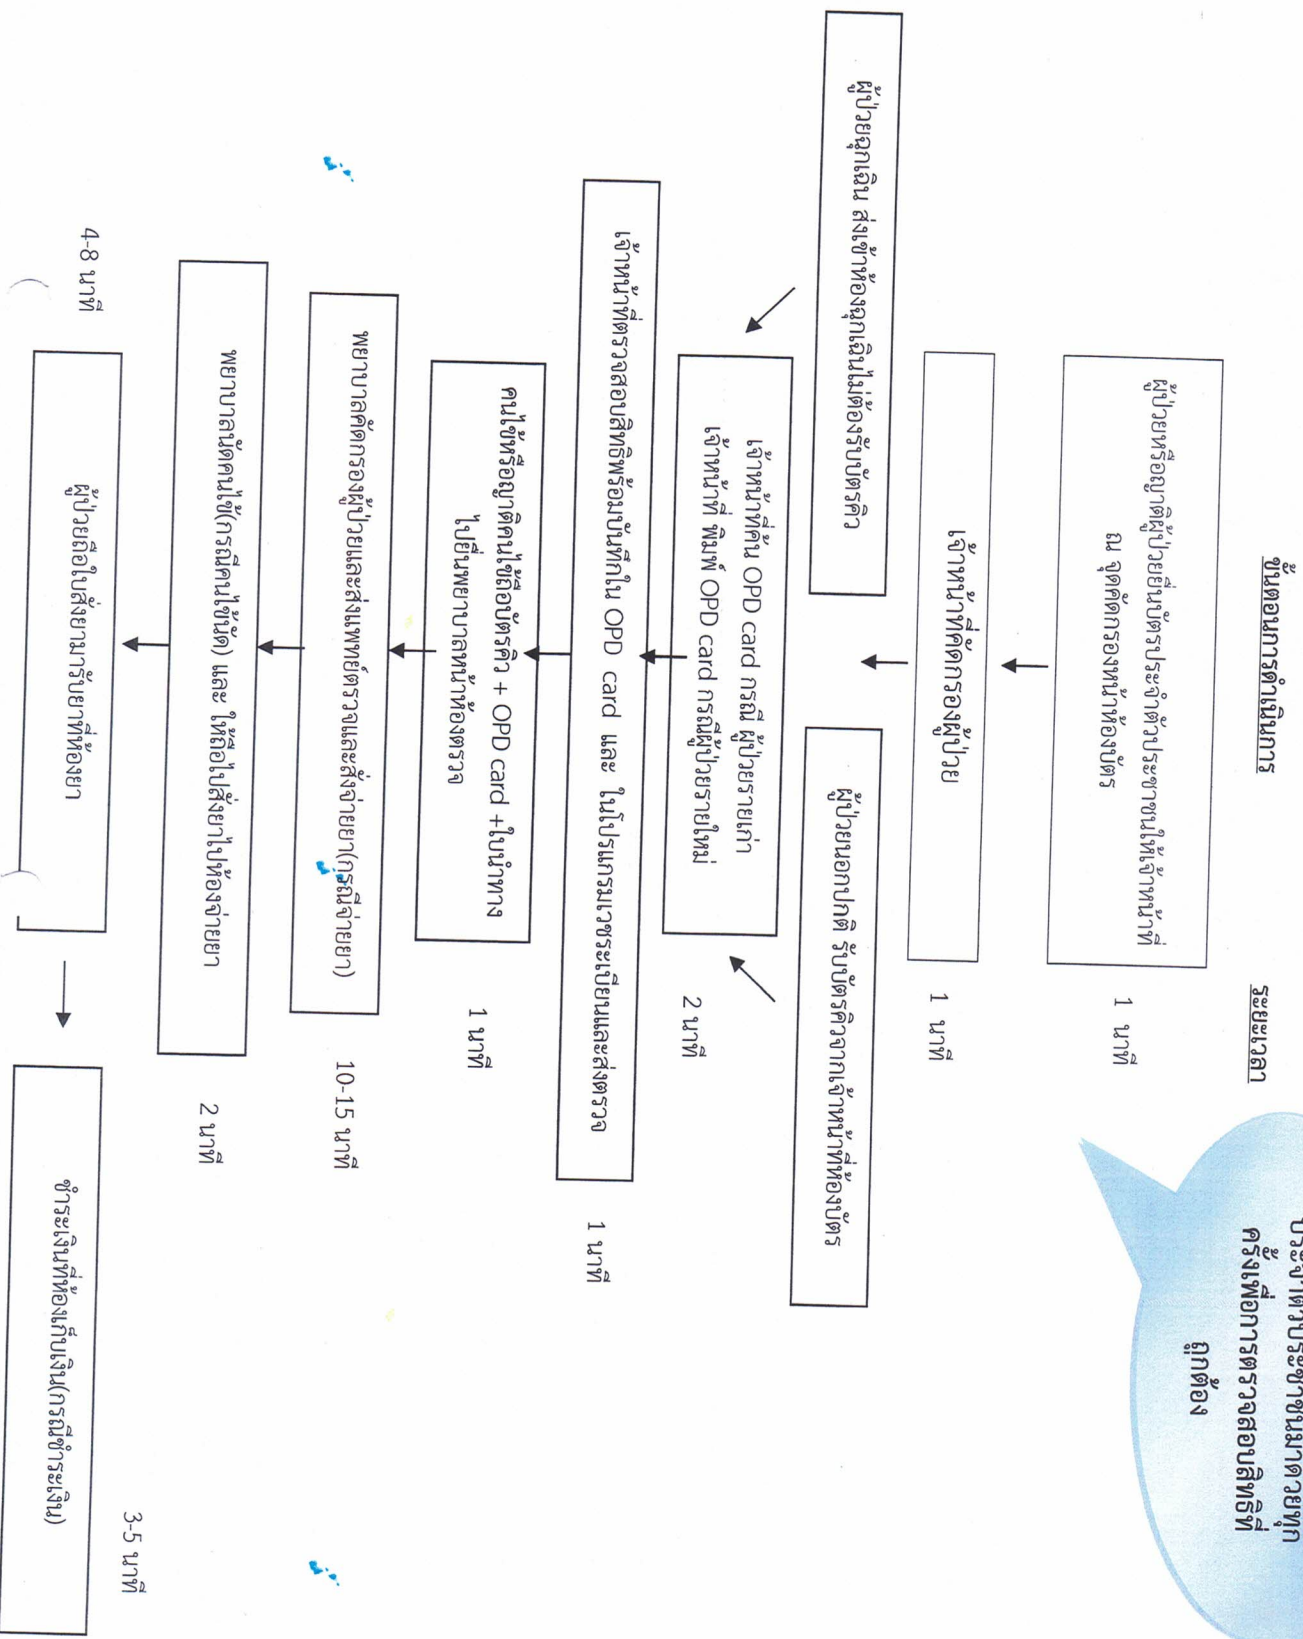 ประจำตัวประชาชนมาด้วยทุก
ครั้งเพื่อการตรวจสอบสิทธิที่
ถูกต้อง
ขั้นตอนการดำเนินการ
ระยะเวลา
ผู้ป่วยหรือญาติผู้ป่วยยื่นบัตรประจำตัวประชาชนให้เจ้าหน้าที่
ณ จุดคัดกรองหน้าห้องบัตร
1 นาที
เจ้าหน้าที่คัดกรองผู้ป่วย
1 นาที
ผู้ป่วยฉุกเฉิน ส่งเข้าห้องฉุกเฉินไม่ต้องรับบัตรคิว
ผู้ป่วยนอกปกติ รับบัตรคิวจากเจ้าหน้าที่ห้องบัตร
เจ้าหน้าที่ค้น OPD card กรณี ผู้ป่วยรายเก่า
เจ้าหน้าที่ พิมพ์ OPD card กรณีผู้ป่วยรายใหม่
2 นาที
เจ้าหน้าที่ตรวจสอบสิทธิพร้อมบันทึกใน OPD card และ ในโปรแกรมเวชระเบียนและส่งตรวจ
1 นาที
คนไข้หรือญาติคนไข้ถือบัตรคิว + OPD card +ใบนำทาง
ไปยื่นพยาบาลหน้าห้องตรวจ
1 นาที
พยาบาลคัดกรองผู้ป่วยและส่งแพทย์ตรวจและสั่งจ่ายยา(กรณีจ่ายยา)
10-15 นาที
พยาบาลนัดคนไข้(กรณีคนไข้นัด) และ ให้ถือใบสั่งยาไปห้องจ่ายยา
2 นาที
4-8 นาที
ผู้ป่วยถือใบสั่งยามารับยาที่ห้องยา
ชำระเงินที่ห้องเก็บเงิน(กรณีชำระเงิน)
3-5 นาที